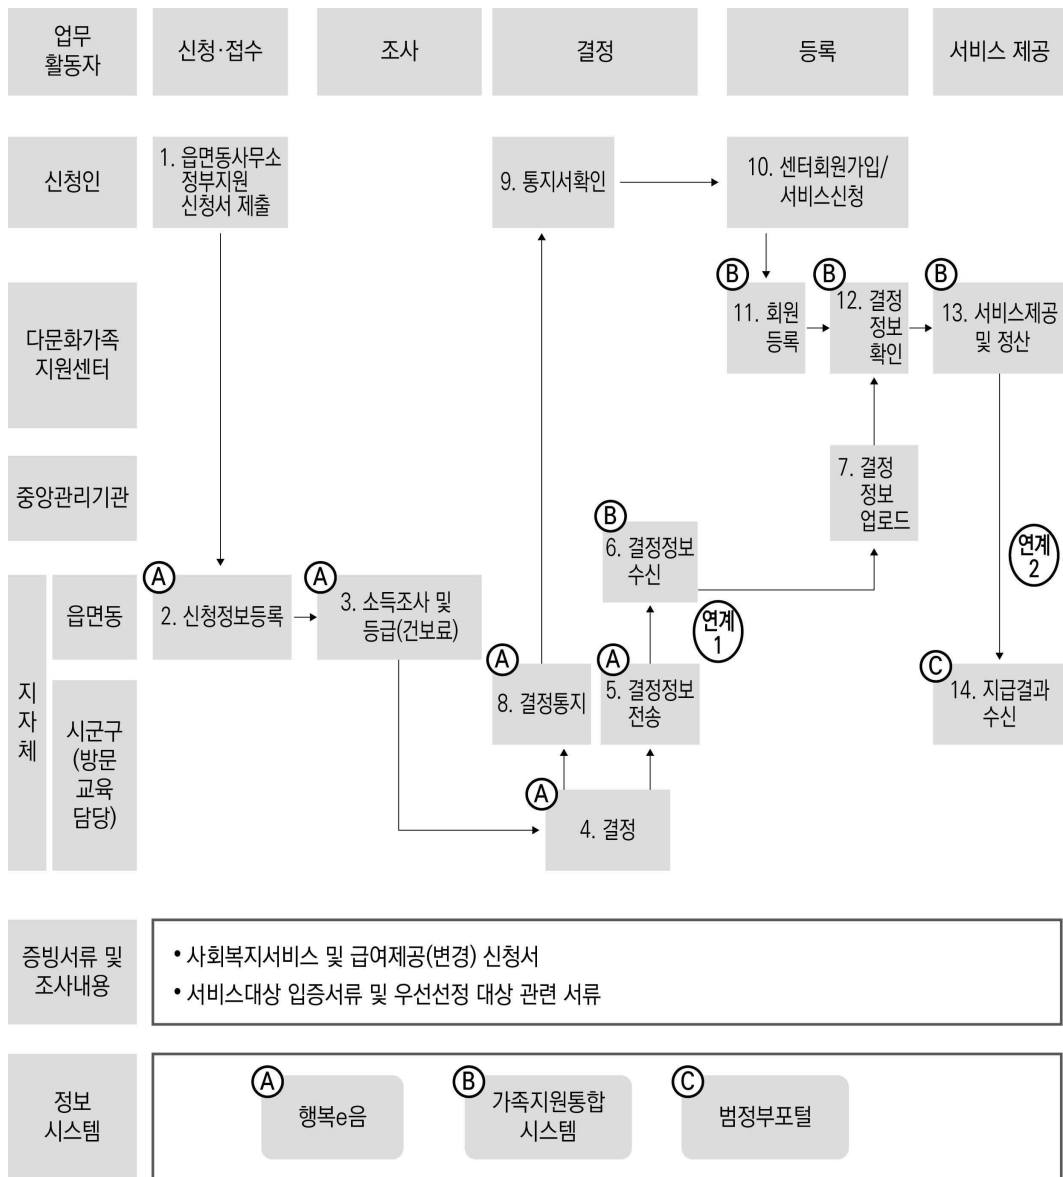 업무
활동자
신청·접수
조사
결정
등록
서비스 제공
신청인
1. 읍면동사무소
정부지원
신청서 제출
9. 통지서확인
10. 센터회원가입/
서비스신청
다문화가족
지원센터
B
11. 회원
등록
B
12. 결정
정보
확인
B
13. 서비스제공
및 정산
중앙관리기관
7. 결정
정보
업로드
B
6. 결정정보
수신
연계
1
연계
2
지
자
체
읍면동
A
2. 신청정보등록
A
3. 소득조사 및
등급(건보료)
A
8. 결정통지
A
5. 결정정보
전송
C
14. 지급결과
수신
시군구
(방문
교육
담당)
A
4. 결정
증빙서류 및
조사내용
• 사회복지서비스 및 급여제공(변경) 신청서
• 서비스대상 입증서류 및 우선선정 대상 관련 서류
정보
시스템
A
행복e음
B
가족지원통합
시스템
C
범정부포털